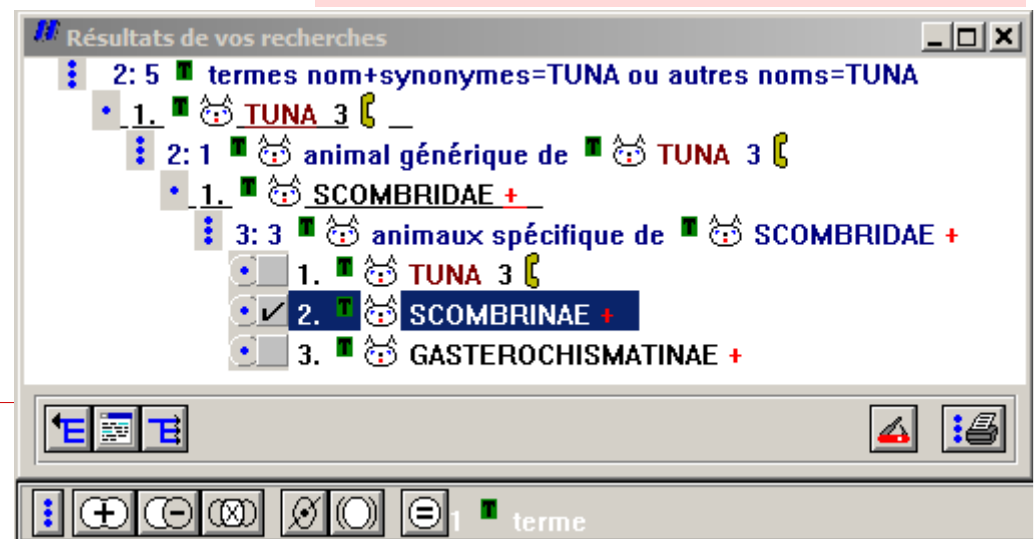 Résultats de vos recherches
2: 5 T termes nom+synonymes=TUNA ou autres noms=TUNA
1. T TUNA 3
2: 1 T animal générique de T TUNA 3
1. T SCOMBRIDAE +
3: 3 T animaux spécifique de T SCOMBRIDAE +
1. T TUNA 3
2. T SCOMBRINAE +
3. T GASTEROCHISMATINAE +
1 T terme